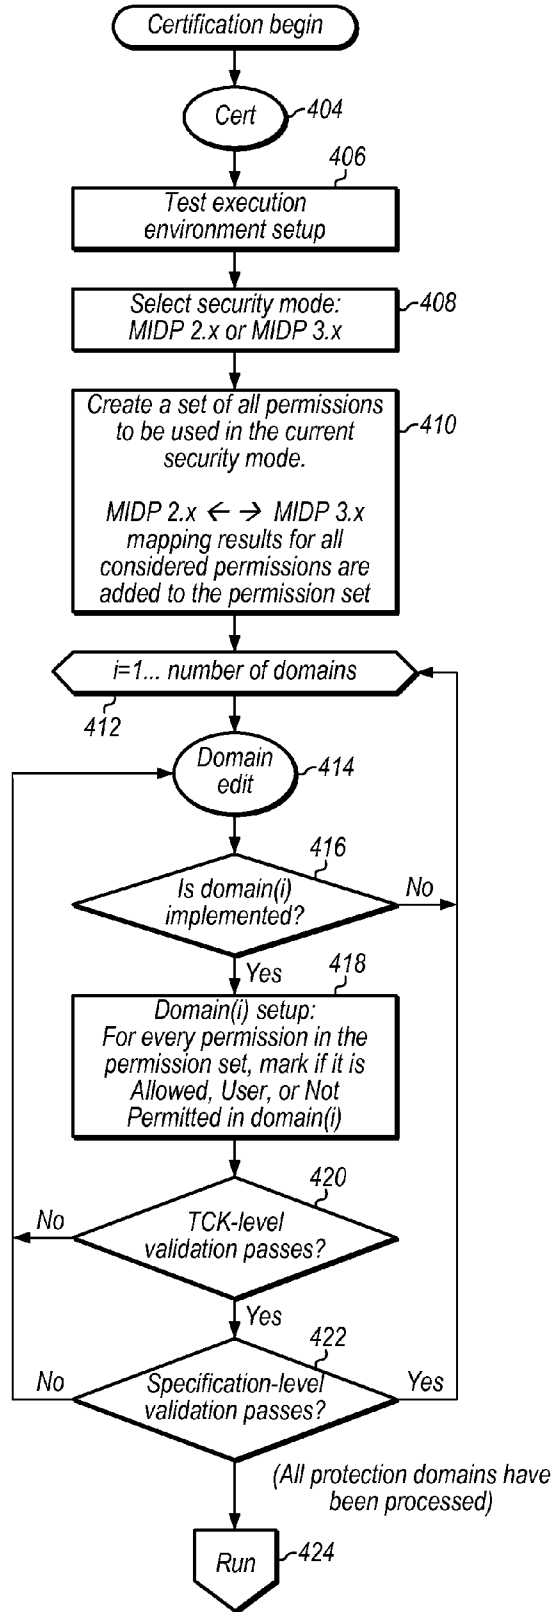 Certification begin
Cert
404
406
Test execution
environment setup
Select security mode:
MIDP 2.x or MIDP 3.x
408
Create a set of all permissions
to be used in the current
security mode.
410
MIDP 2.x ← → MIDP 3.x
mapping results for all
considered permissions are
added to the permission set
i=1... number of domains
412
Domain
edit
414
416
Is domain(i)
implemented?
No
Yes
418
Domain(i) setup:
For every permission in the
permission set, mark if it is
Allowed, User, or Not
Permitted in domain(i)
420
No
TCK-level
validation passes?
Yes
422
No
Specification-level
validation passes?
Yes
(All protection domains have
been processed)
Run
424